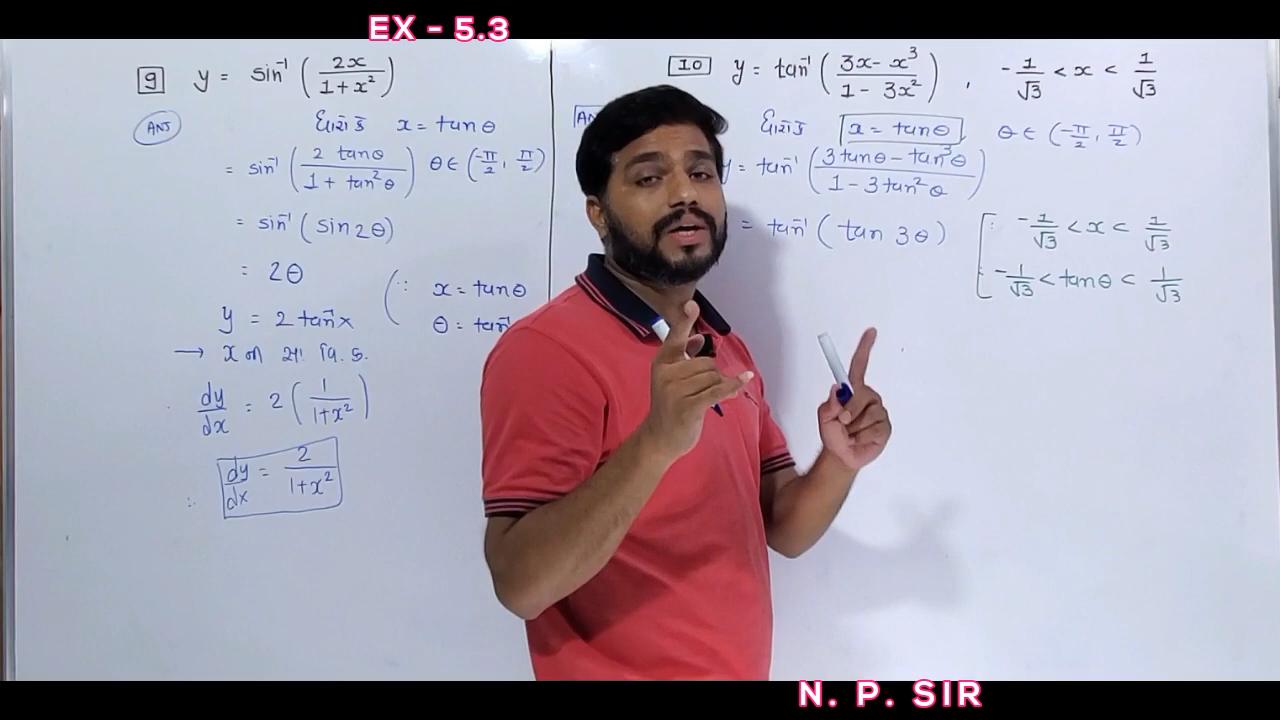 EX - 5.3
9 y = sin⁻¹ (2x / 1+x²)
ANS
ધારો કે x = tanθ
= sin⁻¹ (2 tanθ / 1 + tan²θ) θ ∈ (-π/2, π/2)
= sin⁻¹ (sin2θ)
= 2θ
(∵ x = tanθ
θ = tan⁻¹
y = 2 tan⁻¹x
→ x ની સા. વિ. ક.
dy/dx = 2 (1 / 1+x²)
∴ dy/dx = 2 / 1+x²
10 y = tan⁻¹ (3x - x³ / 1 - 3x²) , -1/√3 < x < 1/√3
ધારો કે x = tanθ θ ∈ (-π/2, π/2)
y = tan⁻¹ (3tanθ - tan³θ / 1 - 3tan²θ)
= tan⁻¹ (tan 3θ)
[∵ -1/√3 < x < 1/√3
∴ -1/√3 < tanθ < 1/√3
N. P. SIR